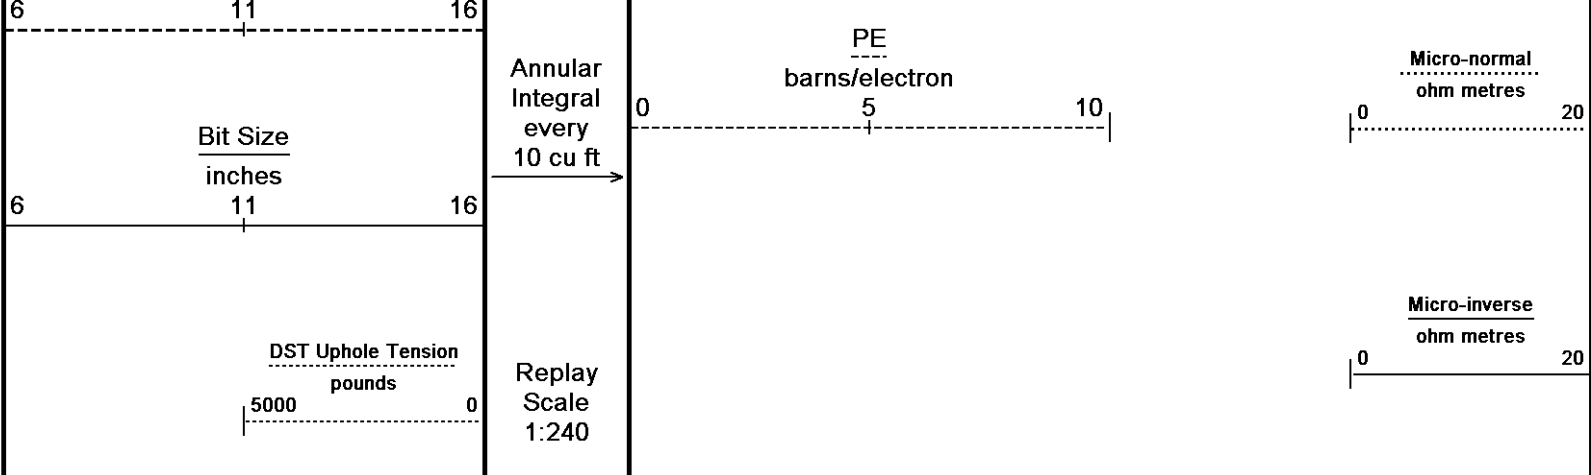 6 11 16
Bit Size
inches
6 11 16
DST Uphole Tension
pounds
5000 0
Annular
Integral
every
10 cu ft
Replay
Scale
1:240
PE
barns/electron
0 5 10
Micro-normal
ohm metres
0 20
Micro-inverse
ohm metres
0 20